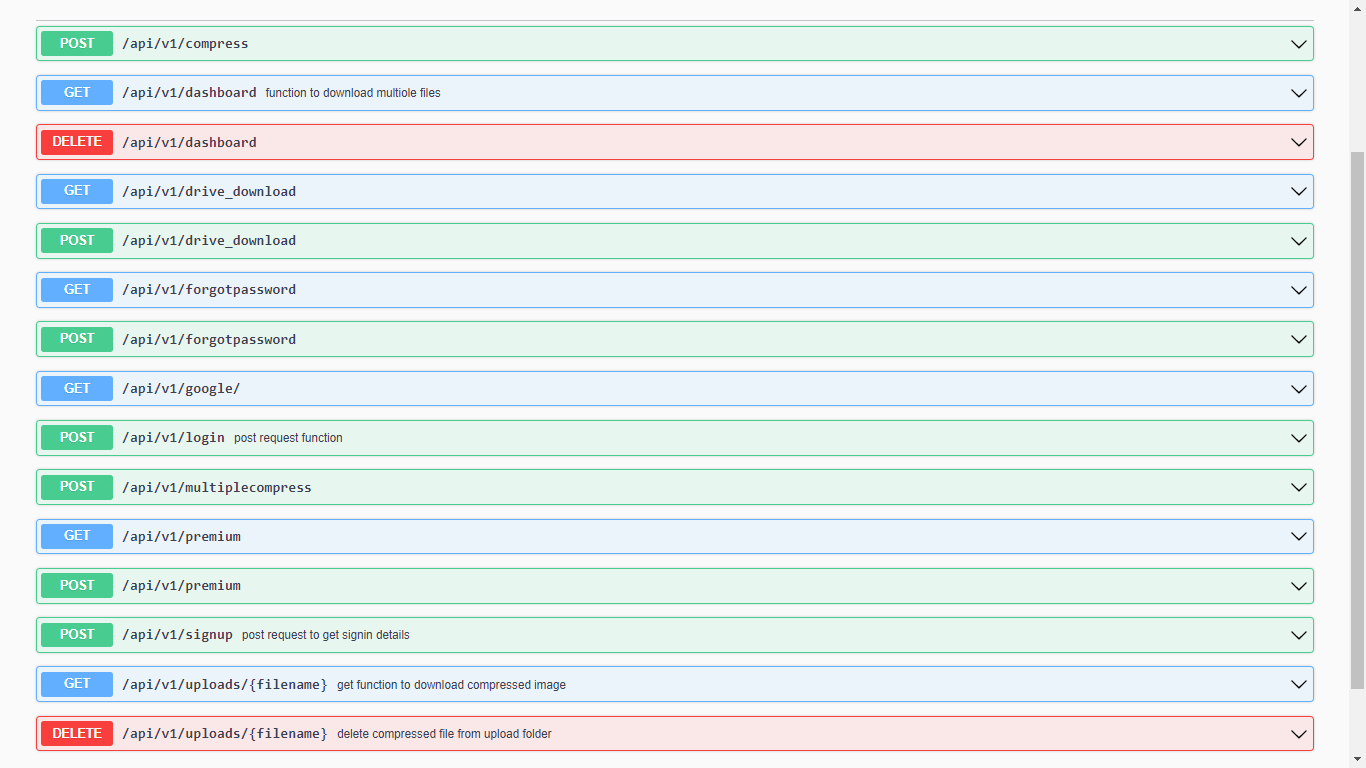 POST /api/v1/compress
GET /api/v1/dashboard function to download multiole files
DELETE /api/v1/dashboard
GET /api/v1/drive_download
POST /api/v1/drive_download
GET /api/v1/forgotpassword
POST /api/v1/forgotpassword
GET /api/v1/google/
POST /api/v1/login post request function
POST /api/v1/multiplecompress
GET /api/v1/premium
POST /api/v1/premium
POST /api/v1/signup post request to get signin details
GET /api/v1/uploads/{filename} get function to download compressed image
DELETE /api/v1/uploads/{filename} delete compressed file from upload folder